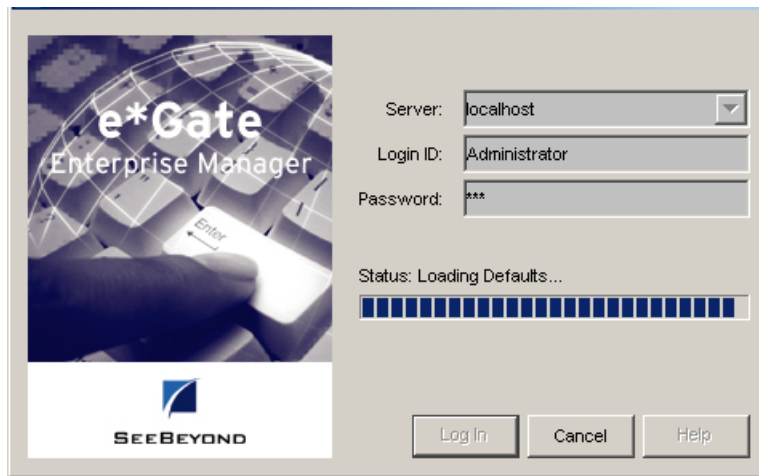 e*Gate
Enterprise Manager
Enter
SEEBEYOND
Server: localhost
Login ID: Administrator
Password: ***
Status: Loading Defaults...
Log In
Cancel
Help